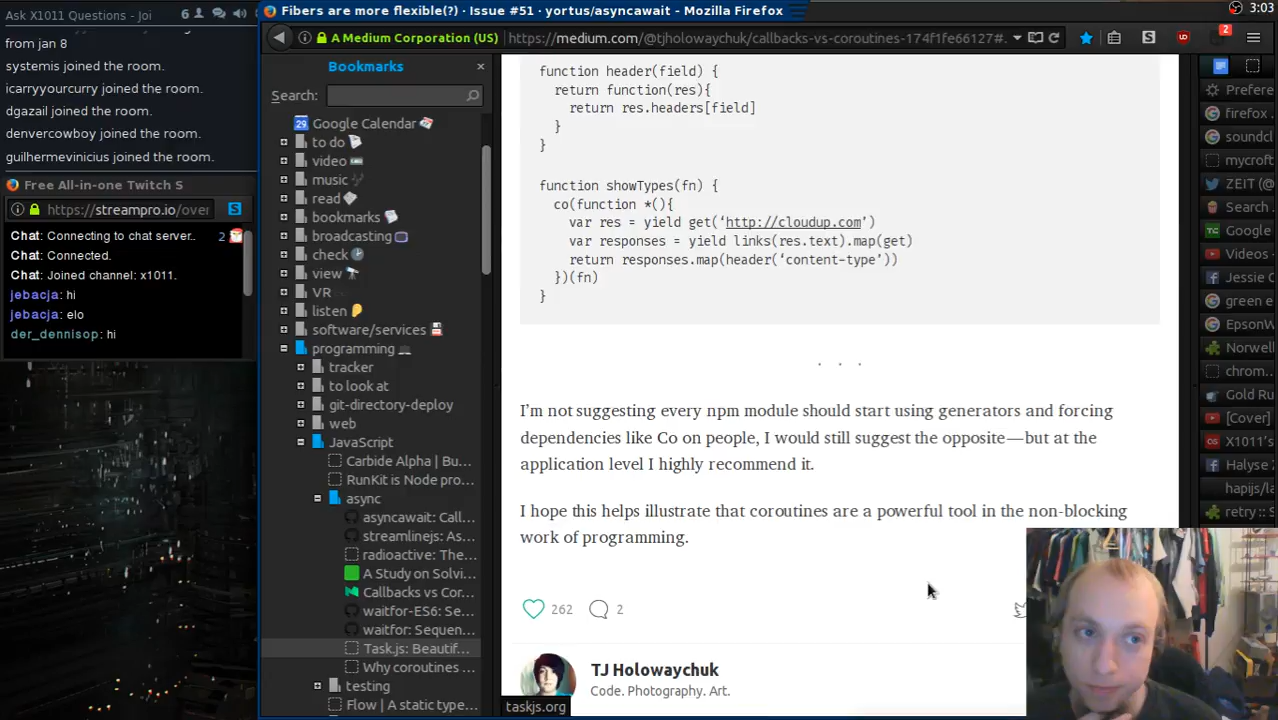 Ask X1011 Questions - Joi
6
from jan 8
systemis joined the room.
icarryyourcurry joined the room.
dgazail joined the room.
denvercowboy joined the room.
guilhermevinicius joined the room.
Free All-in-one Twitch S
https://streampro.io/over
S
Chat: Connecting to chat server..
2
Chat: Connected.
Chat: Joined channel: x1011.
jebacja: hi
jebacja: elo
der_dennisop: hi
Fibers are more flexible(?) · Issue #51 · yortus/asyncawait - Mozilla Firefox
3:03
A Medium Corporation (US)
https://medium.com/@tjholowaychuk/callbacks-vs-coroutines-174f1fe66127#.
S
2
Bookmarks
Search:
Google Calendar
to do
video
music
read
bookmarks
broadcasting
check
view
VR
listen
software/services
programming
tracker
to look at
git-directory-deploy
web
JavaScript
Carbide Alpha | Bu...
RunKit is Node pro...
async
asyncawait: Call...
streamlinejs: As...
radioactive: The...
A Study on Solvi...
Callbacks vs Cor...
waitfor-ES6: Se...
waitfor: Sequen...
Task.js: Beautif...
Why coroutines ...
testing
Flow | A static type...
function header(field) {
return function(res){
return res.headers[field]
}
}
function showTypes(fn) {
co(function *(){
var res = yield get(‘http://cloudup.com’)
var responses = yield links(res.text).map(get)
return responses.map(header(‘content-type’))
})(fn)
}
. . .
I’m not suggesting every npm module should start using generators and forcing
dependencies like Co on people, I would still suggest the opposite—but at the
application level I highly recommend it.
I hope this helps illustrate that coroutines are a powerful tool in the non-blocking
work of programming.
262
2
TJ Holowaychuk
Code. Photography. Art.
taskjs.org
Prefere
firefox
soundcl
mycroft
ZEIT (@
Search
Google
Videos -
Jessie C
green e
EpsonW
Norwell
chrom...
Gold Ru
[Cover]
X1011’s
Halyse 2
hapijs/la
retry :: S